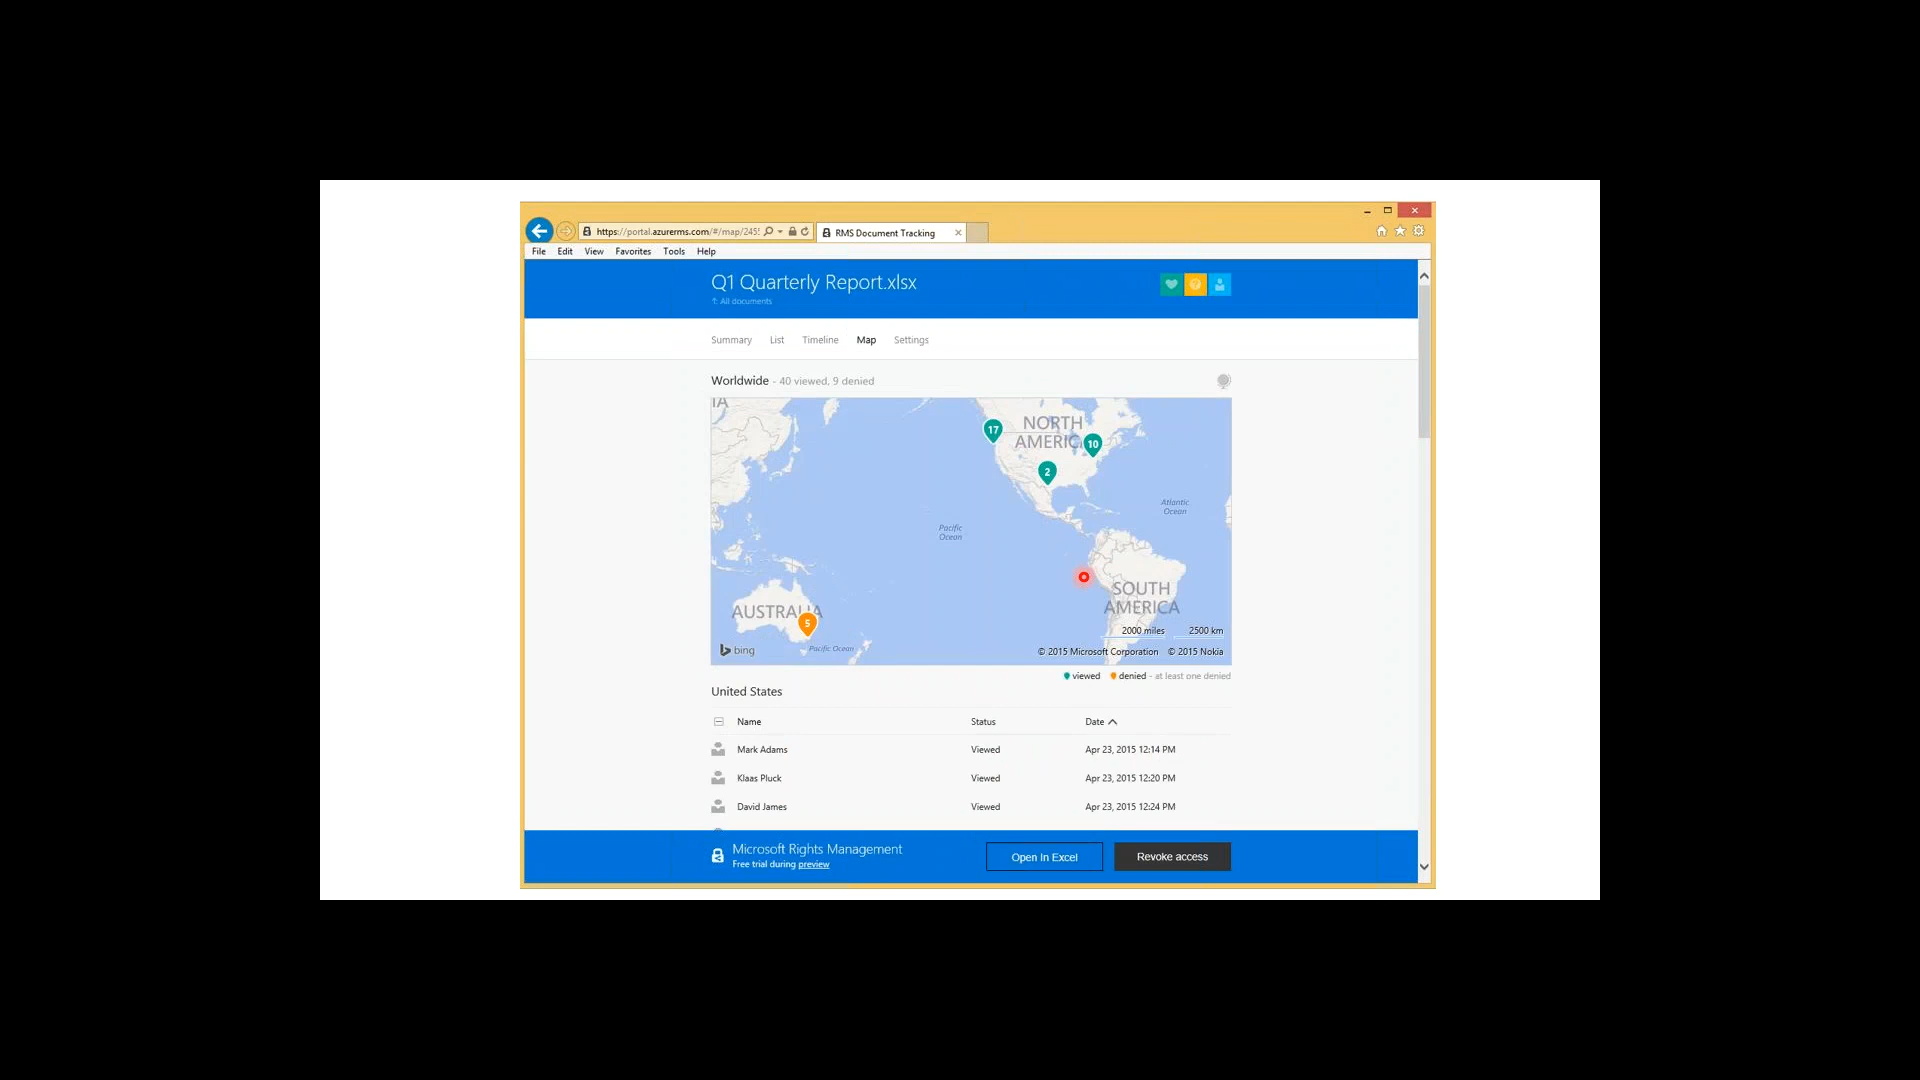 https://portal.azurerms.com/#/map/245
RMS Document Tracking
File Edit View Favorites Tools Help
Q1 Quarterly Report.xlsx
All documents
Summary List Timeline Map Settings
Worldwide - 40 viewed, 9 denied
IA
17
NORTH
AMERIC
10
2
Atlantic
Ocean
Pacific
Ocean
SOUTH
AMERICA
AUSTRALIA
5
2000 miles 2500 km
bing
Pacific Ocean
© 2015 Microsoft Corporation © 2015 Nokia
viewed denied - at least one denied
United States
Name Status Date
Mark Adams Viewed Apr 23, 2015 12:14 PM
Klaas Pluck Viewed Apr 23, 2015 12:20 PM
David James Viewed Apr 23, 2015 12:24 PM
Microsoft Rights Management
Free trial during preview
Open In Excel
Revoke access